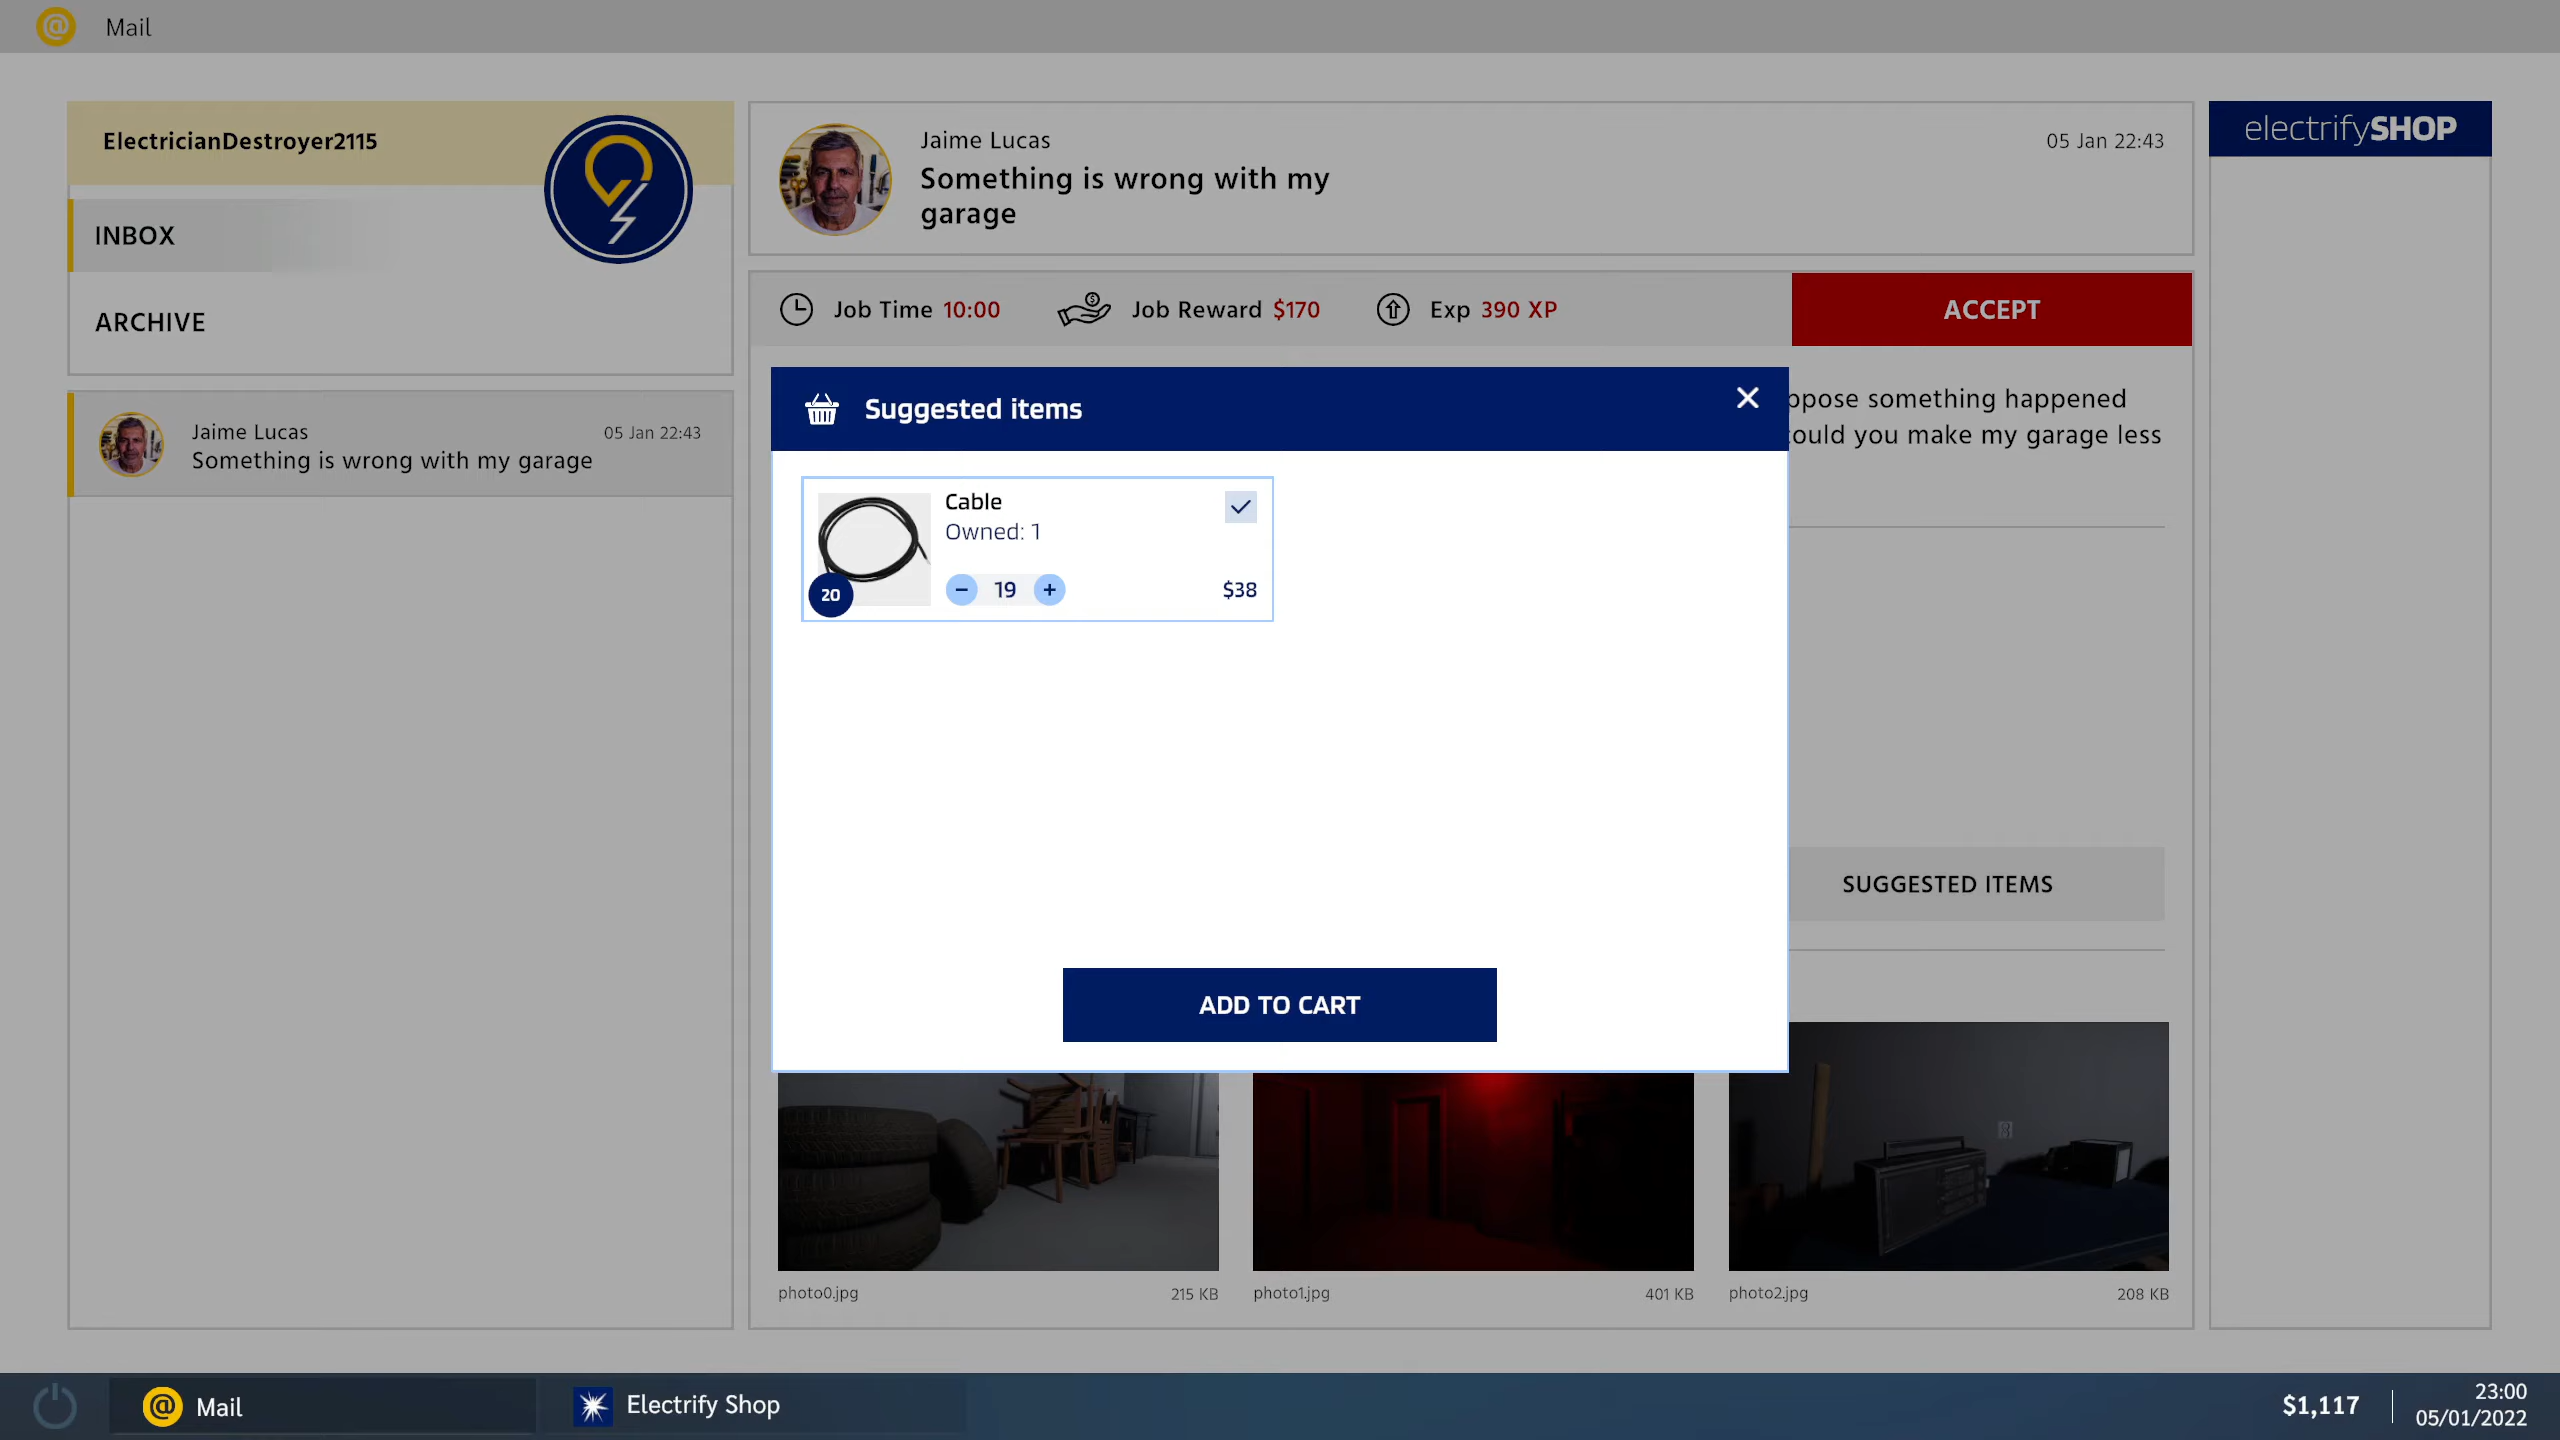 Mail
ElectricianDestroyer2115
INBOX
ARCHIVE
Jaime Lucas
05 Jan 22:43
Something is wrong with my garage
Jaime Lucas
05 Jan 22:43
Something is wrong with my
garage
Job Time 10:00
Job Reward $170
Exp 390 XP
ACCEPT
something happened
you make my garage less
Suggested items
Cable
Owned: 1
20
19
$38
ADD TO CART
SUGGESTED ITEMS
photo0.jpg
215 KB
photo1.jpg
401 KB
photo2.jpg
208 KB
electrifySHOP
Mail
Electrify Shop
$1,117
23:00
05/01/2022